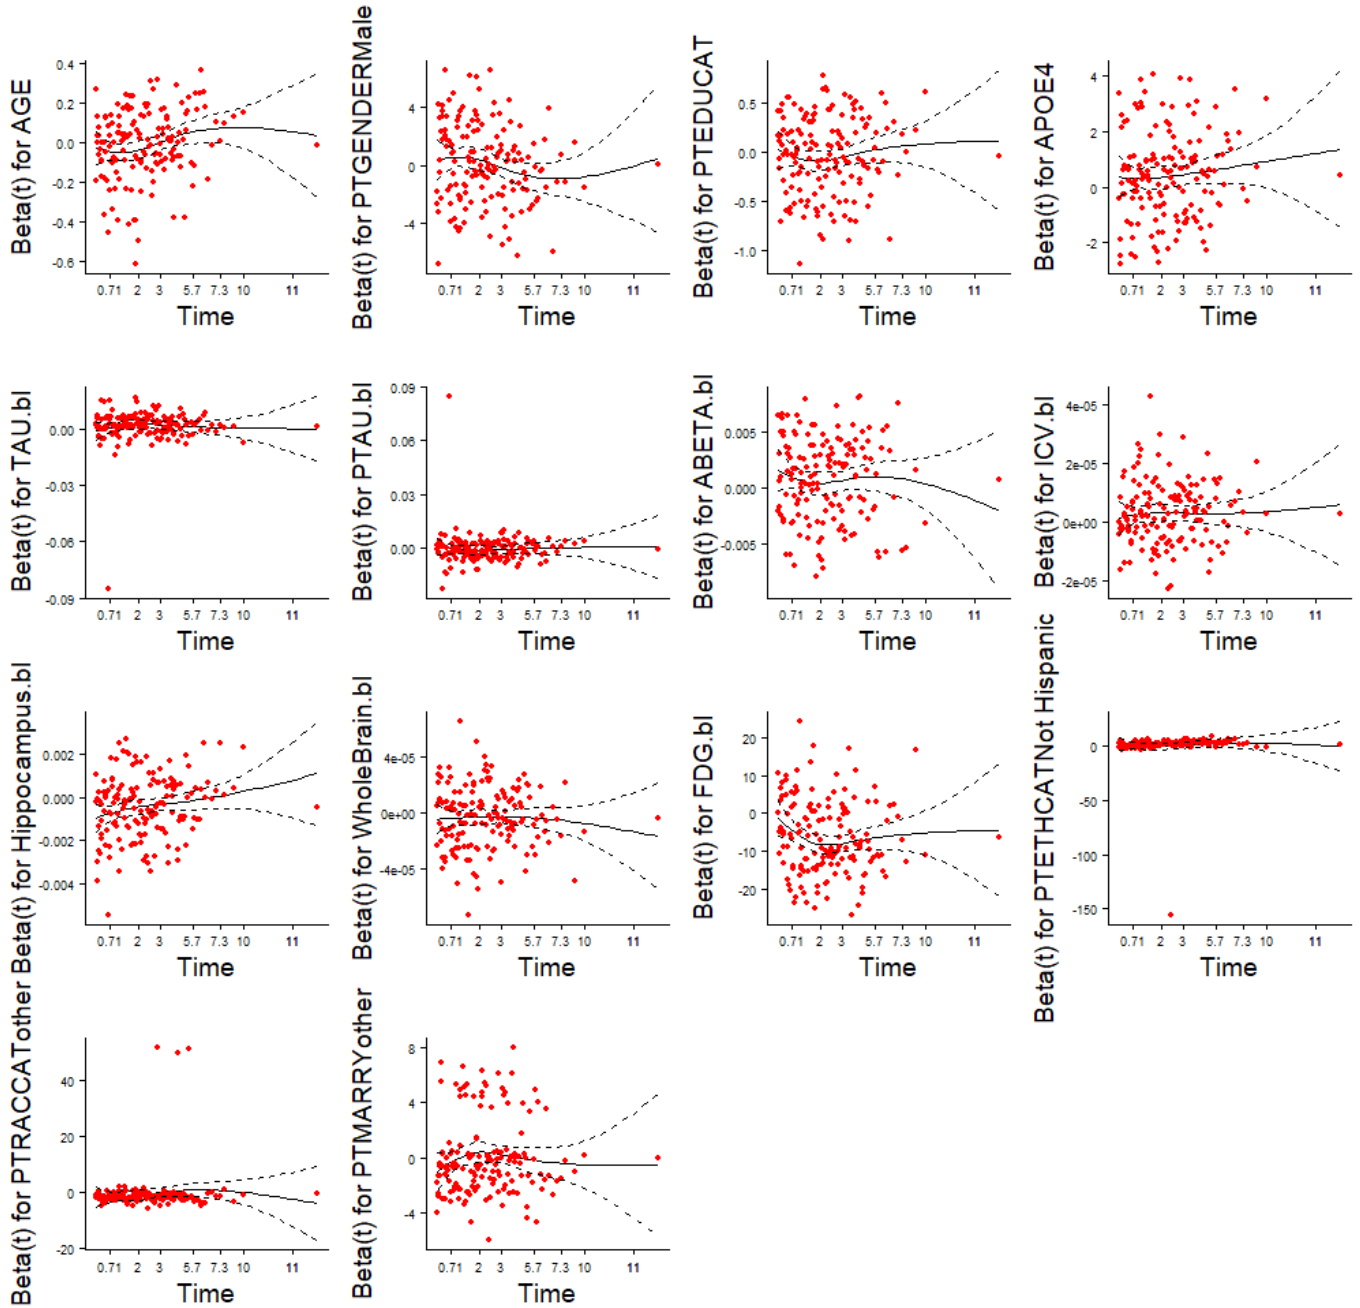 Beta(t) for AGE
0.4
0.2
0.0
-0.2
-0.4
-0.6
0.71 2 3 5.7 7.3 10 11
Time
Beta(t) for PTGENDERMale
4
0
-4
0.71 2 3 5.7 7.3 10 11
Time
Beta(t) for PTEDUCAT
0.5
0.0
-0.5
-1.0
0.71 2 3 5.7 7.3 10 11
Time
Beta(t) for APOE4
4
2
0
-2
0.71 2 3 5.7 7.3 10 11
Time
Beta(t) for TAU.bl
0.00
-0.03
-0.06
-0.09
0.71 2 3 5.7 7.3 10 11
Time
Beta(t) for PTAU.bl
0.09
0.06
0.03
0.00
0.71 2 3 5.7 7.3 10 11
Time
Beta(t) for ABETA.bl
0.005
0.000
-0.005
0.71 2 3 5.7 7.3 10 11
Time
Beta(t) for ICV.bl
4e-05
2e-05
0e+00
-2e-05
0.71 2 3 5.7 7.3 10 11
Time
Beta(t) for Hippocampus.bl
0.002
0.000
-0.002
-0.004
0.71 2 3 5.7 7.3 10 11
Time
Beta(t) for WholeBrain.bl
4e-05
0e+00
-4e-05
0.71 2 3 5.7 7.3 10 11
Time
Beta(t) for FDG.bl
20
10
0
-10
-20
0.71 2 3 5.7 7.3 10 11
Time
Beta(t) for PTETHCATNot Hispanic
0
-50
-100
-150
0.71 2 3 5.7 7.3 10 11
Time
Beta(t) for PTRACCATother
40
20
0
-20
0.71 2 3 5.7 7.3 10 11
Time
Beta(t) for PTMARRYother
8
4
0
-4
0.71 2 3 5.7 7.3 10 11
Time